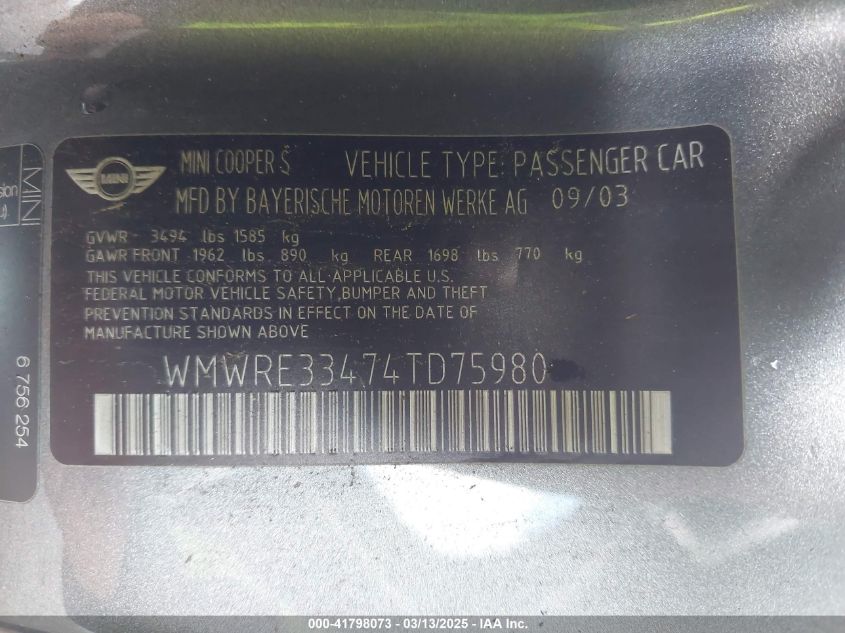 MINI COOPER S VEHICLE TYPE: PASSENGER CAR
MINI
MFD BY BAYERISCHE MOTOREN WERKE AG 09/03
GVWR - 3494 lbs 1585 kg
GAWR FRONT 1962 lbs 890 kg REAR 1698 lbs 770 kg
THIS VEHICLE CONFORMS TO ALL APPLICABLE U.S.
FEDERAL MOTOR VEHICLE SAFETY, BUMPER AND THEFT
PREVENTION STANDARDS IN EFFECT ON THE DATE OF
MANUFACTURE SHOWN ABOVE
WMWRE33474TD75980
MINI
6 756 254
000-41798073 - 03/13/2025 - IAA Inc.